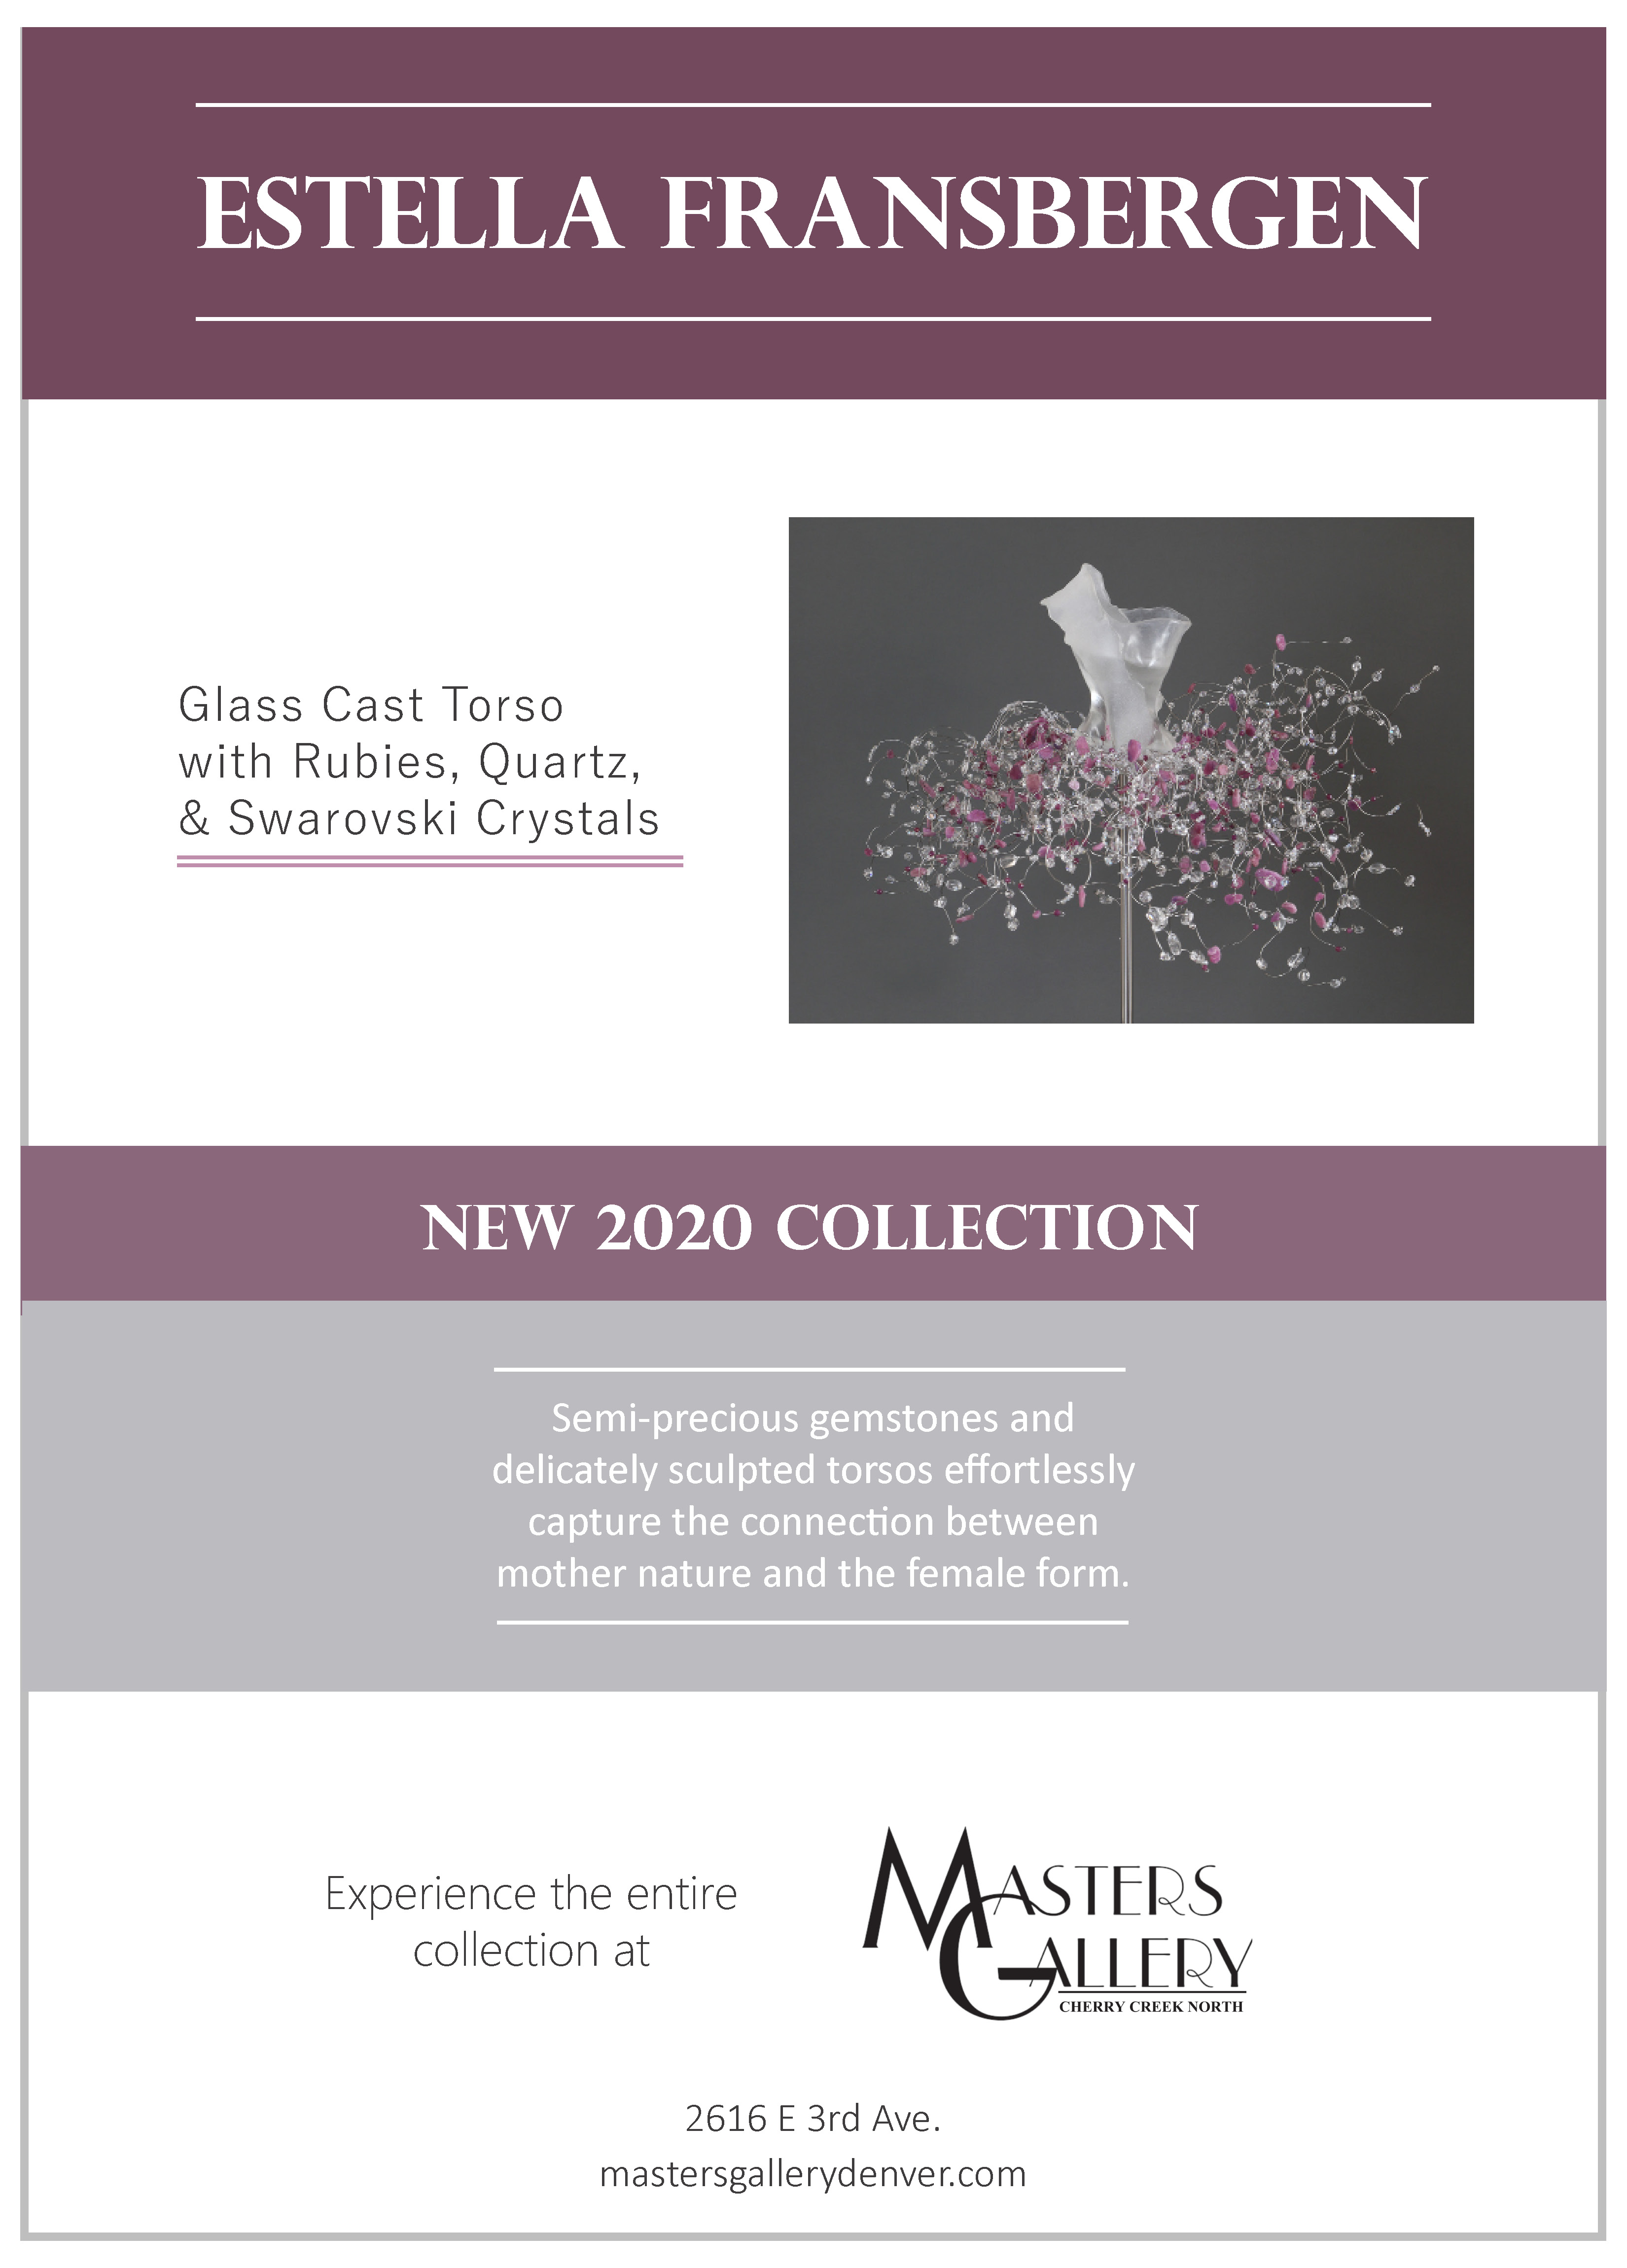 ESTELLA FRANSBERGEN
Glass Cast Torso
with Rubies, Quartz,
& Swarovski Crystals
NEW 2020 COLLECTION
Semi-precious gemstones and
delicately sculpted torsos effortlessly
capture the connection between
mother nature and the female form.
Experience the entire
collection at
MASTERS
GALLERY
CHERRY CREEK NORTH
2616 E 3rd Ave.
mastersgallerydenver.com